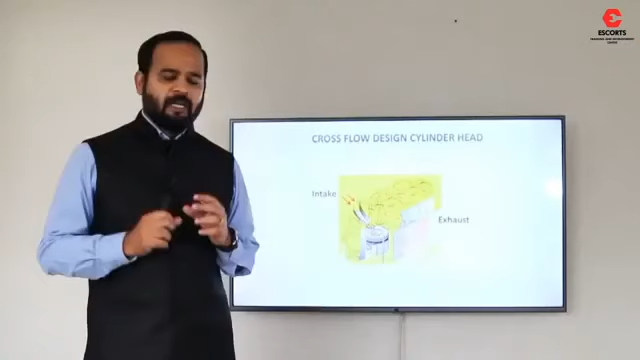 ESCORTS
CROSS FLOW DESIGN CYLINDER HEAD
Intake
Exhaust